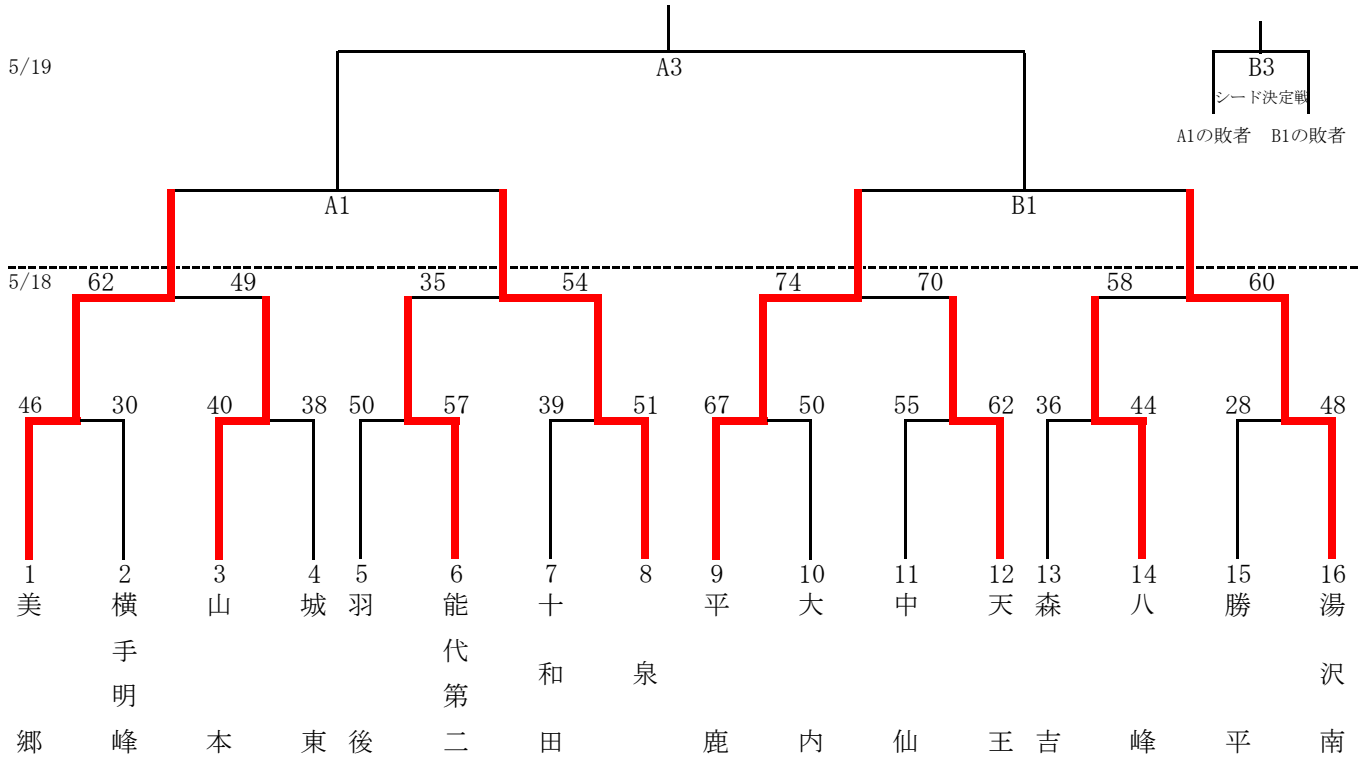 5/19
A3
B3
シード決定戦
A1の敗者 B1の敗者
A1
B1
5/18
62 49 35 54 74 70 58 60
46 30 40 38 50 57 39 51 67 50 55 62 36 44 28 48
1 2 3 4 5 6 7 8 9 10 11 12 13 14 15 16
美郷
横手明峰
山本
城東
羽後
能代第二
十和田
泉
平鹿
大内
中仙
天王
森吉
八峰
勝平
湯沢南